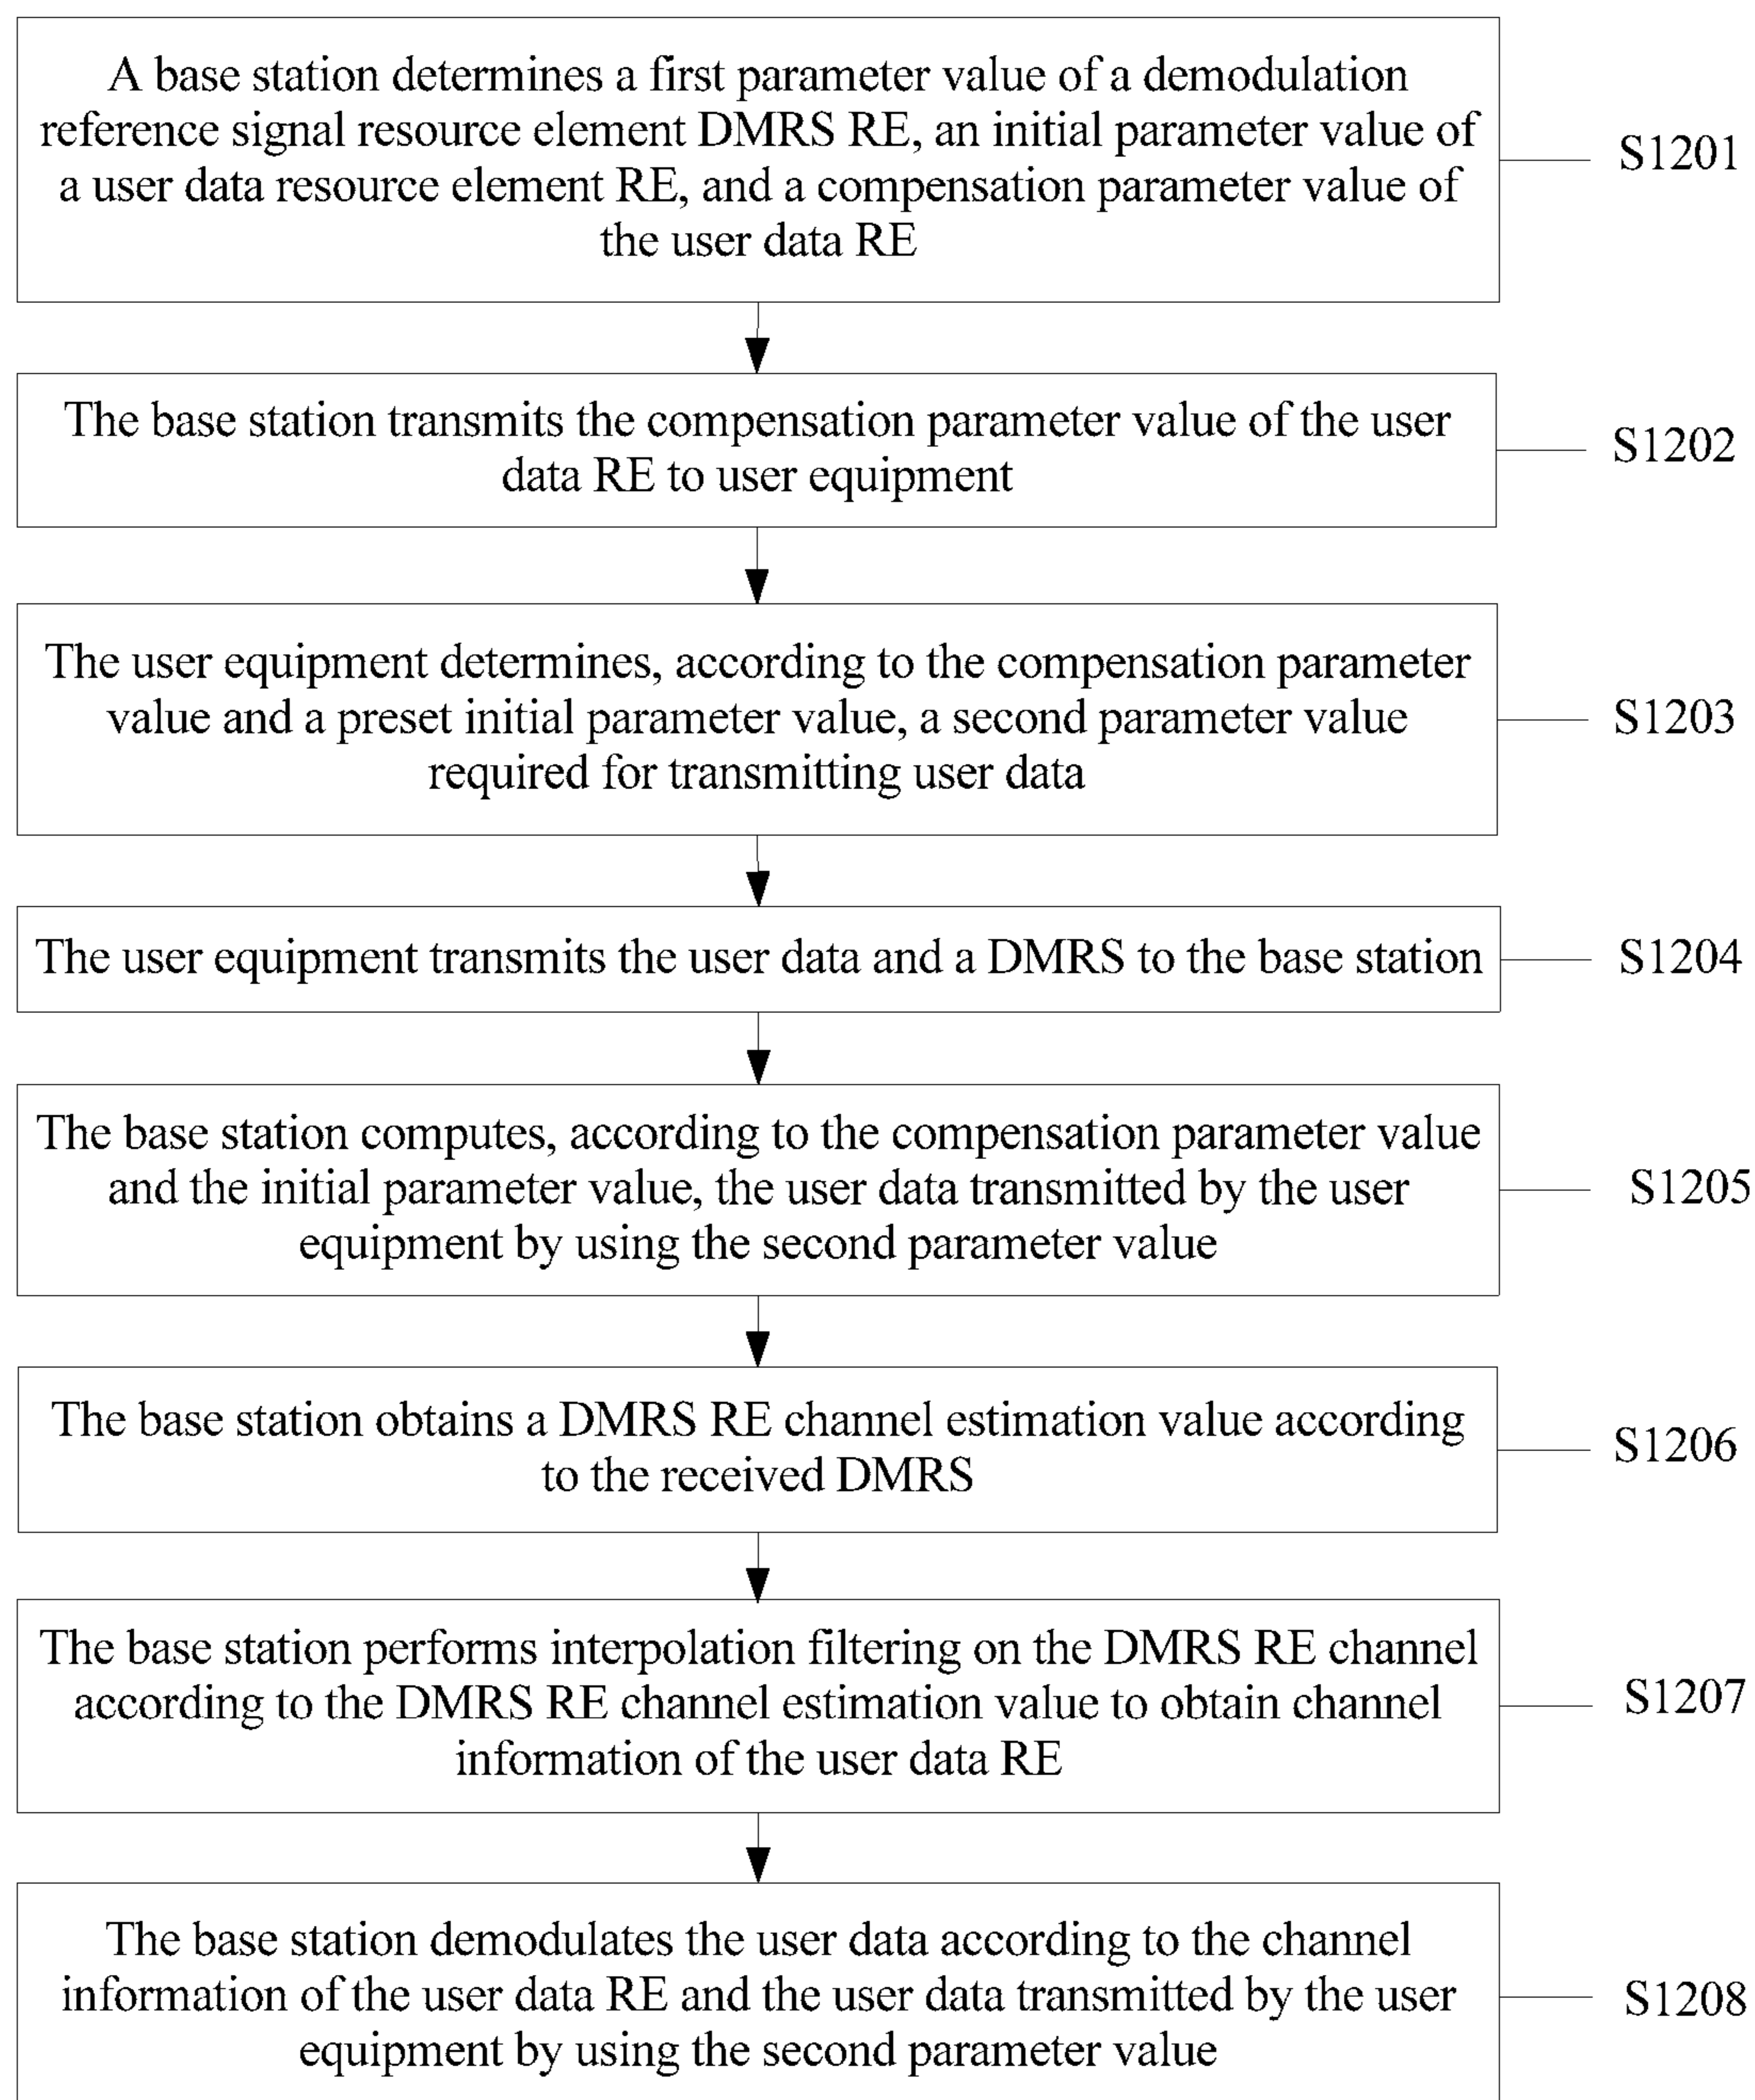 A base station determines a first parameter value of a demodulation
reference signal resource element DMRS RE, an initial parameter value of
a user data resource element RE, and a compensation parameter value of
the user data RE
S1201
The base station transmits the compensation parameter value of the user
data RE to user equipment
S1202
The user equipment determines, according to the compensation parameter
value and a preset initial parameter value, a second parameter value
required for transmitting user data
S1203
The user equipment transmits the user data and a DMRS to the base station
S1204
The base station computes, according to the compensation parameter value
and the initial parameter value, the user data transmitted by the user
equipment by using the second parameter value
S1205
The base station obtains a DMRS RE channel estimation value according
to the received DMRS
S1206
The base station performs interpolation filtering on the DMRS RE channel
according to the DMRS RE channel estimation value to obtain channel
information of the user data RE
S1207
The base station demodulates the user data according to the channel
information of the user data RE and the user data transmitted by the user
equipment by using the second parameter value
S1208